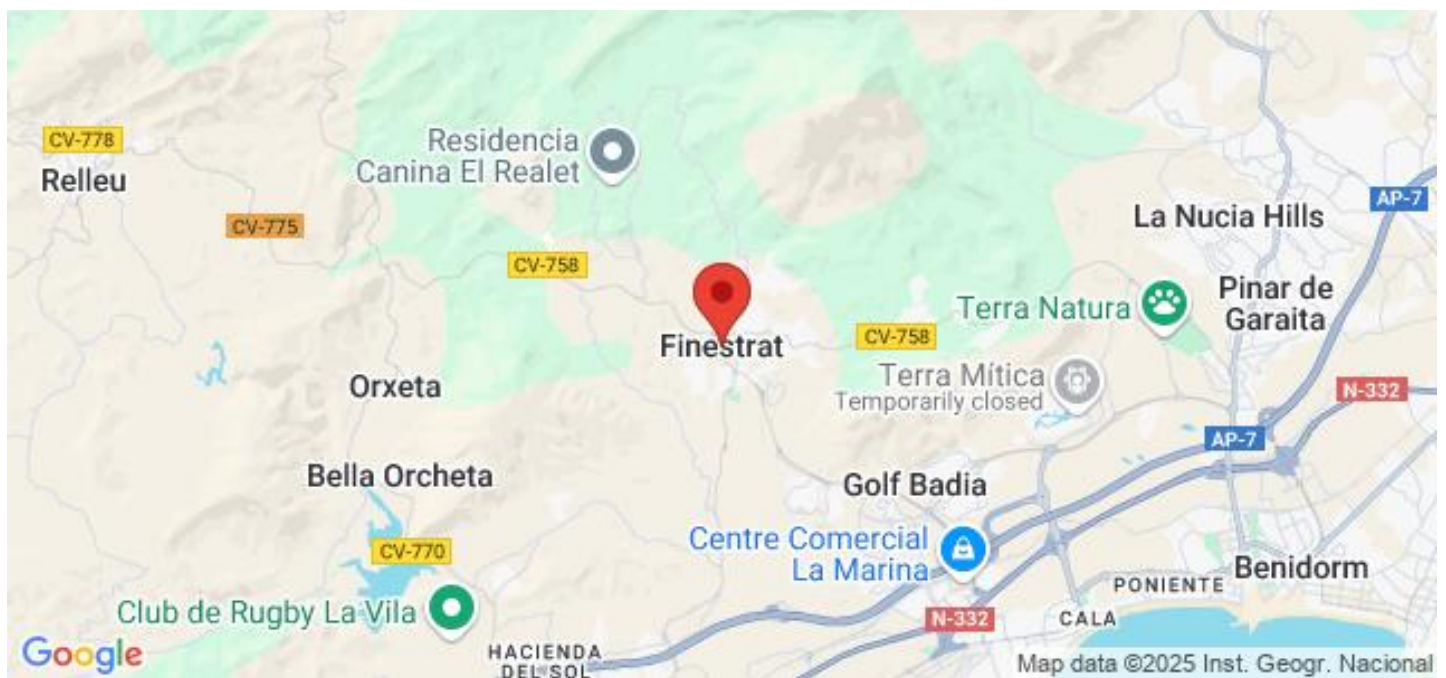 CV-778
Relleu
Residencia
Canina El Realet
CV-775
CV-758
AP-7
La Nucia Hills
Terra Natura
Pinar de
Garaita
Finestrat
CV-758
Terra Mítica
Temporarily closed
Orxeta
N-332
AP-7
Bella Orcheta
Golf Badia
CV-770
Centre Comercial
La Marina
Benidorm
PONIENTE
Club de Rugby La Vila
N-332
CALA
HACIENDA
DEL SOL
Google
Map data ©2025 Inst. Geogr. Nacional